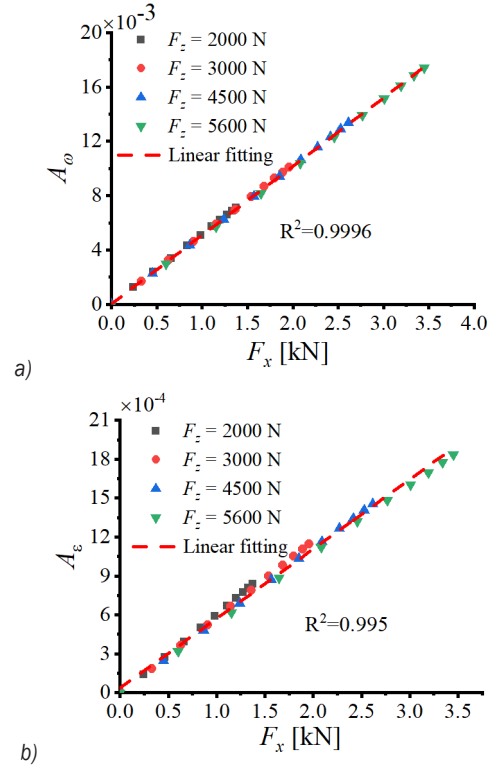 ×10⁻³
20
16
12
8
4
0
A_ω
F_z = 2000 N
F_z = 3000 N
F_z = 4500 N
F_z = 5600 N
Linear fitting
R²=0.9996
0.0 0.5 1.0 1.5 2.0 2.5 3.0 3.5 4.0
F_x [kN]
a)
×10⁻⁴
21
18
15
12
9
6
3
0
A_ε
F_z = 2000 N
F_z = 3000 N
F_z = 4500 N
F_z = 5600 N
Linear fitting
R²=0.995
0.0 0.5 1.0 1.5 2.0 2.5 3.0 3.5
F_x [kN]
b)